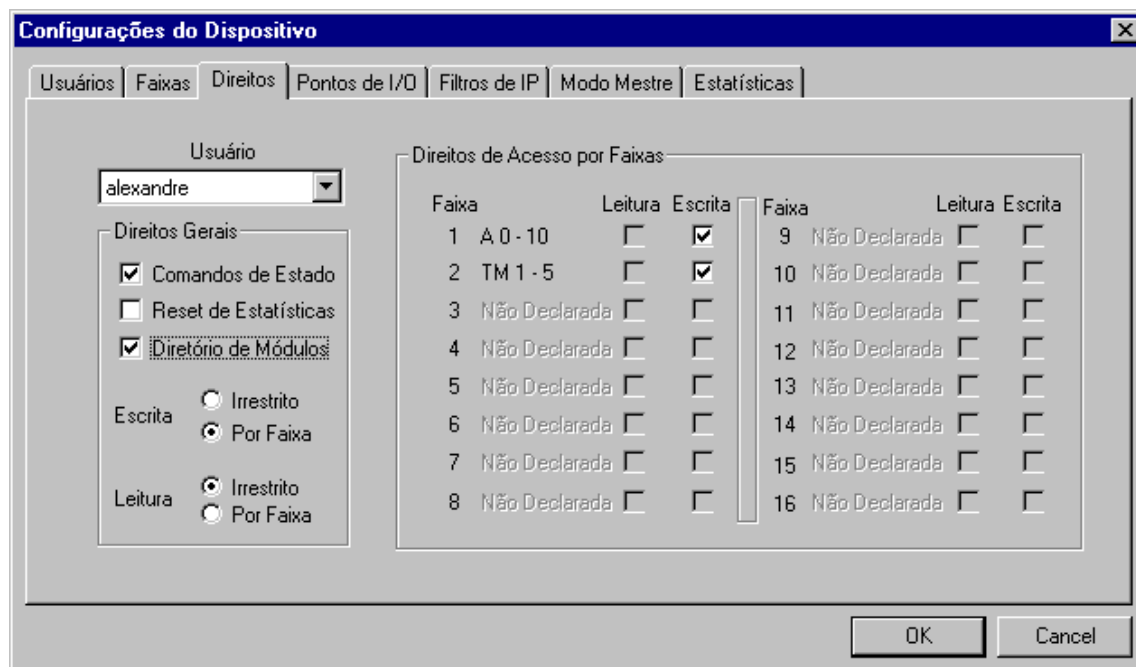 Configurações do Dispositivo
Usuários Faixas Direitos Pontos de I/O Filtros de IP Modo Mestre Estatísticas
Usuário
alexandre
Direitos Gerais
Comandos de Estado
Reset de Estatísticas
Diretório de Módulos
Escrita
Irrestrito
Por Faixa
Leitura
Irrestrito
Por Faixa
Direitos de Acesso por Faixas
Faixa Leitura Escrita
1 A 0 - 10
2 TM 1 - 5
3 Não Declarada
4 Não Declarada
5 Não Declarada
6 Não Declarada
7 Não Declarada
8 Não Declarada
Faixa Leitura Escrita
9 Não Declarada
10 Não Declarada
11 Não Declarada
12 Não Declarada
13 Não Declarada
14 Não Declarada
15 Não Declarada
16 Não Declarada
OK Cancel